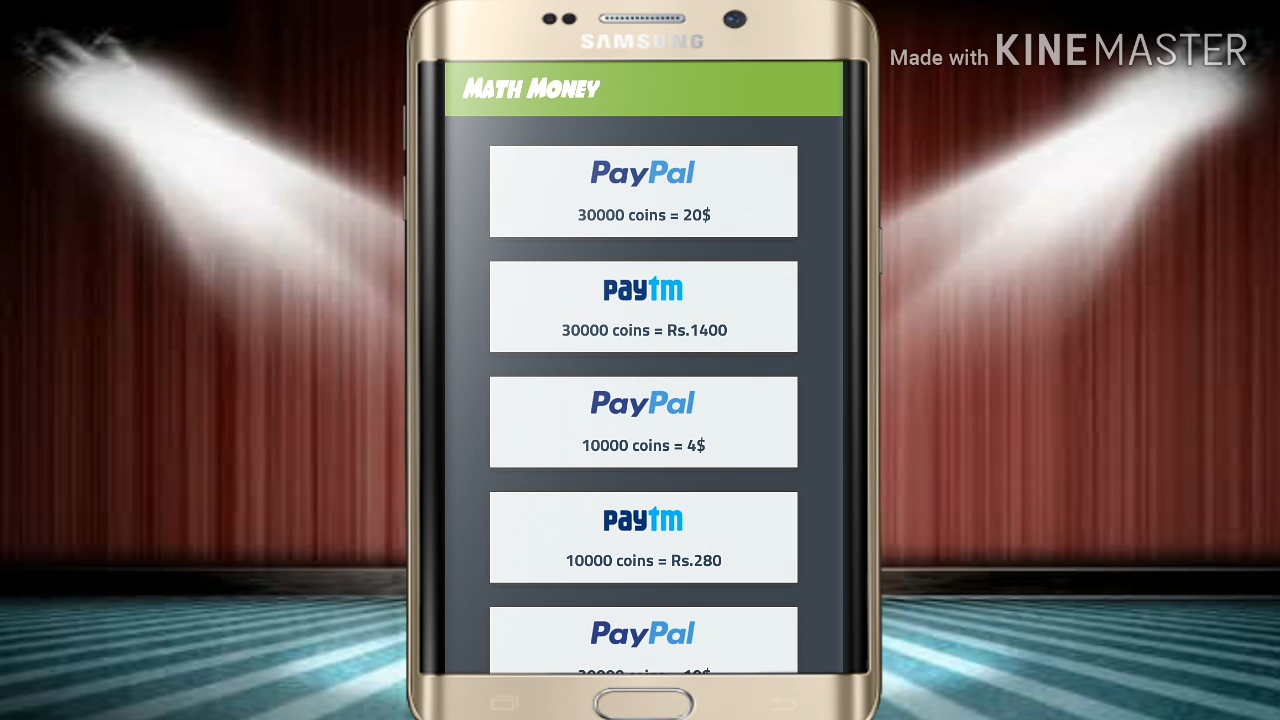 Made with KINEMASTER
SAMSUNG
MATH MONEY
PayPal
30000 coins = 20$
paytm
30000 coins = Rs.1400
PayPal
10000 coins = 4$
paytm
10000 coins = Rs.280
PayPal